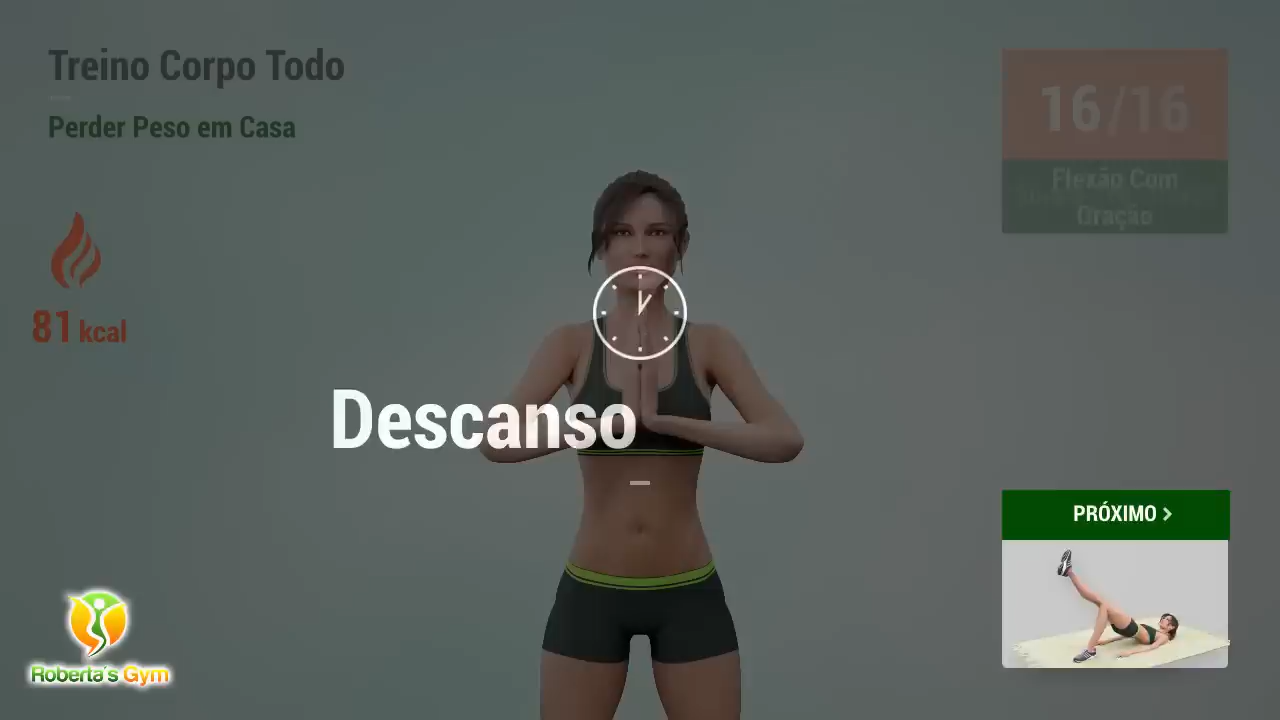 Treino Corpo Todo
Perder Peso em Casa
16/16
Flexão Com
Oração
81 kcal
Descanso
PRÓXIMO >
Roberta's Gym